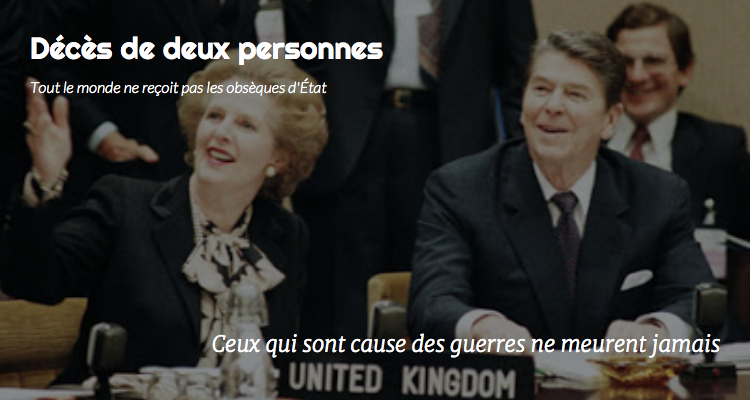 Décès de deux personnes
Tout le monde ne reçoit pas les obsèques d'État
Ceux qui sont cause des guerres ne meurent jamais
UNITED KINGDOM